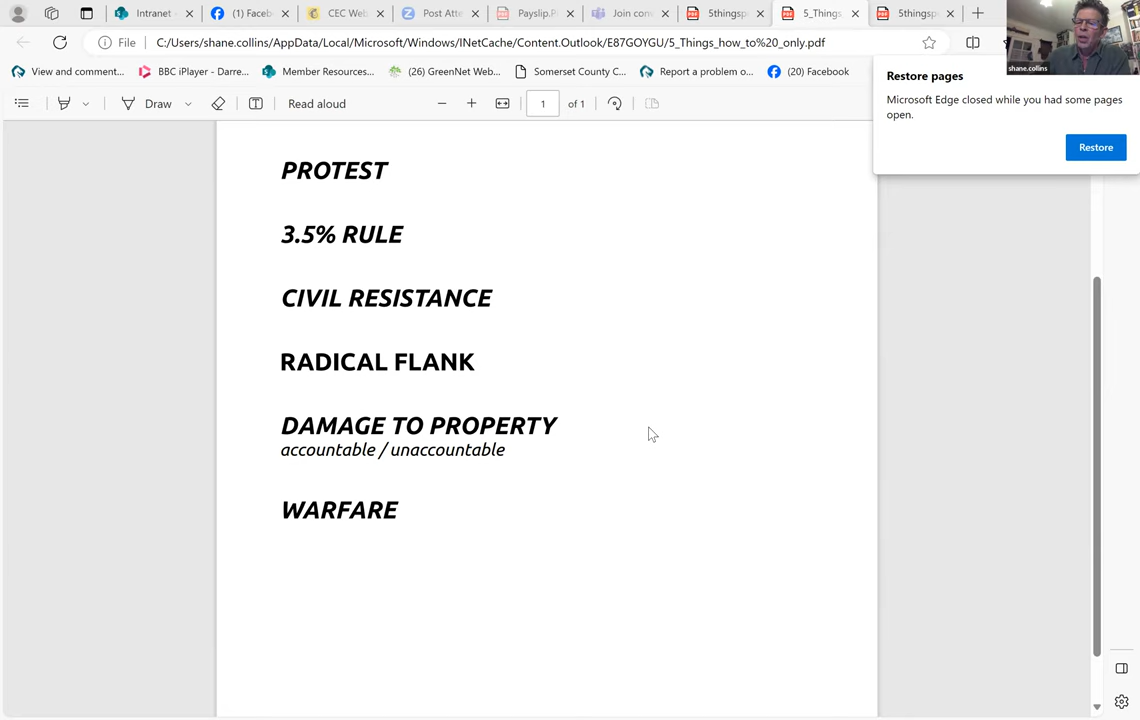 Intranet
(1) Faceb
CEC Web
Post Atte
Payslip.P
Join con
5thingsp
5_Things
5thingsp
File
C:/Users/shane.collins/AppData/Local/Microsoft/Windows/INetCache/Content.Outlook/E87GOYGU/5_Things_how_to%20_only.pdf
shane.collins
View and comment...
BBC iPlayer - Darre...
Member Resources...
(26) GreenNet Web...
Somerset County C...
Report a problem o...
(20) Facebook
Restore pages
Microsoft Edge closed while you had some pages
open.
Restore
Draw
Read aloud
1
of 1
PROTEST
3.5% RULE
CIVIL RESISTANCE
RADICAL FLANK
DAMAGE TO PROPERTY
accountable / unaccountable
WARFARE